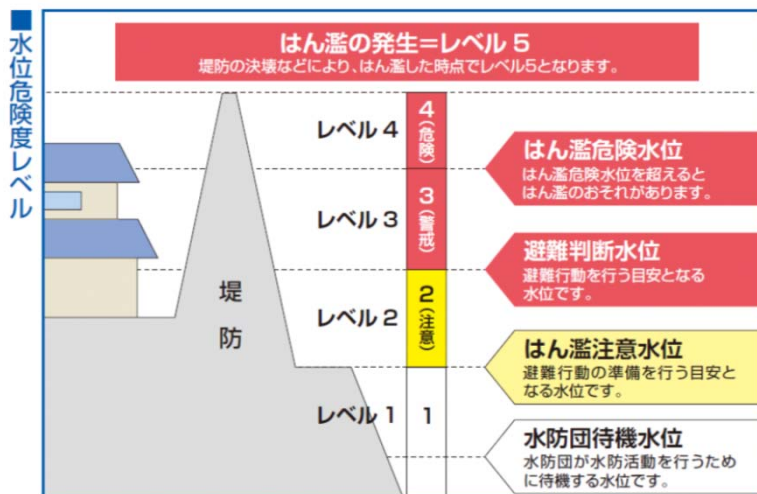 ■水位危険度レベル
はん濫の発生＝レベル5
堤防の決壊などにより、はん濫した時点でレベル5となります。
レベル4
4(危険)
はん濫危険水位
はん濫危険水位を超えると
はん濫のおそれがあります。
レベル3
3(警戒)
避難判断水位
避難行動を行う目安となる
水位です。
堤防
レベル2
2(注意)
はん濫注意水位
避難行動の準備を行う目安と
なる水位です。
レベル1
1
水防団待機水位
水防団が水防活動を行うため
に待機する水位です。